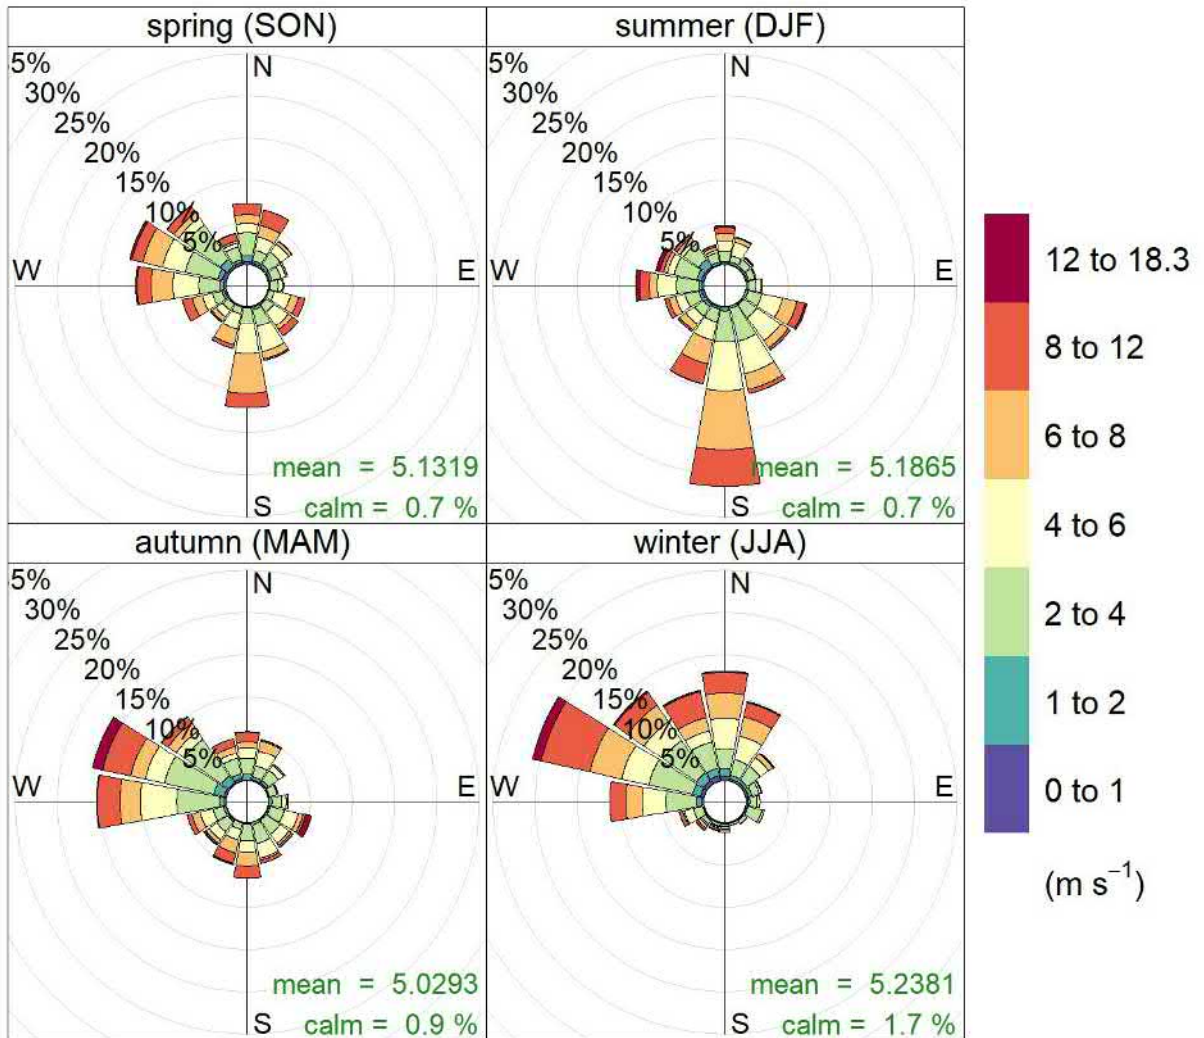 spring (SON)
5%
30%
25%
20%
15%
10%
5%
N
W
E
S
mean = 5.1319
calm = 0.7 %
summer (DJF)
5%
30%
25%
20%
15%
10%
5%
N
W
E
S
mean = 5.1865
calm = 0.7 %
autumn (MAM)
5%
30%
25%
20%
15%
10%
5%
N
W
E
S
mean = 5.0293
calm = 0.9 %
winter (JJA)
5%
30%
25%
20%
15%
10%
5%
N
W
E
S
mean = 5.2381
calm = 1.7 %
12 to 18.3
8 to 12
6 to 8
4 to 6
2 to 4
1 to 2
0 to 1
(m s⁻¹)